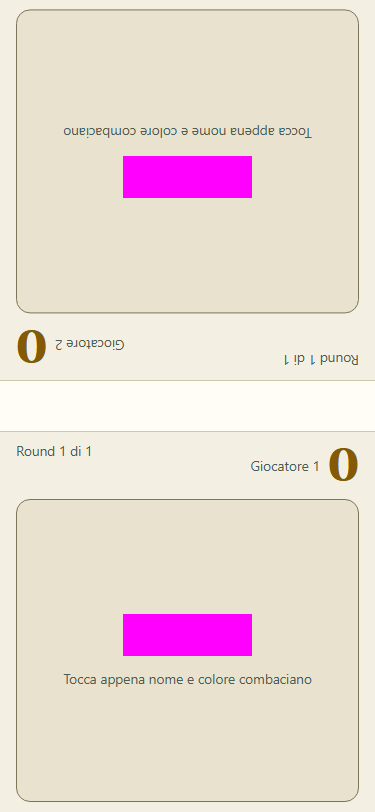 Tocca appena nome e colore combaciano
0 Giocatore 2
Round 1 di 1
Round 1 di 1
Giocatore 1 0
Tocca appena nome e colore combaciano